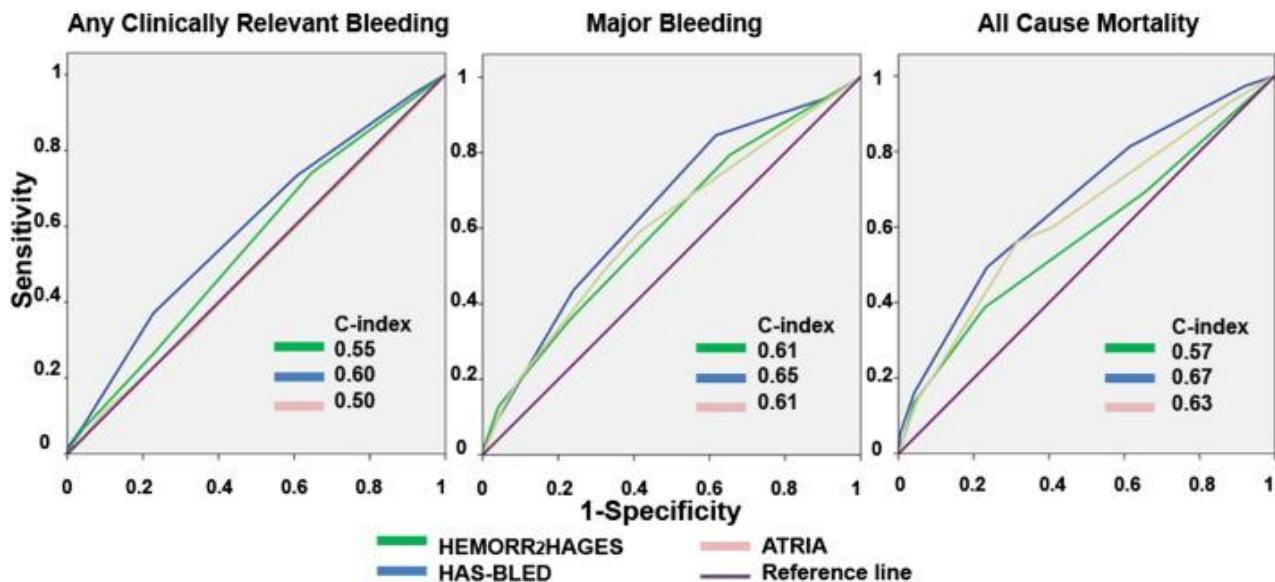 Any Clinically Relevant Bleeding
Major Bleeding
All Cause Mortality
Sensitivity
1
0.8
0.6
0.4
0.2
0
C-index
0.55
0.60
0.50
0 0.2 0.4 0.6 0.8 1
1
0.8
0.6
0.4
0.2
0
C-index
0.61
0.65
0.61
0 0.2 0.4 0.6 0.8 1
1
0.8
0.6
0.4
0.2
0
C-index
0.57
0.67
0.63
0 0.2 0.4 0.6 0.8 1
1-Specificity
HEMORR2HAGES
ATRIA
HAS-BLED
Reference line